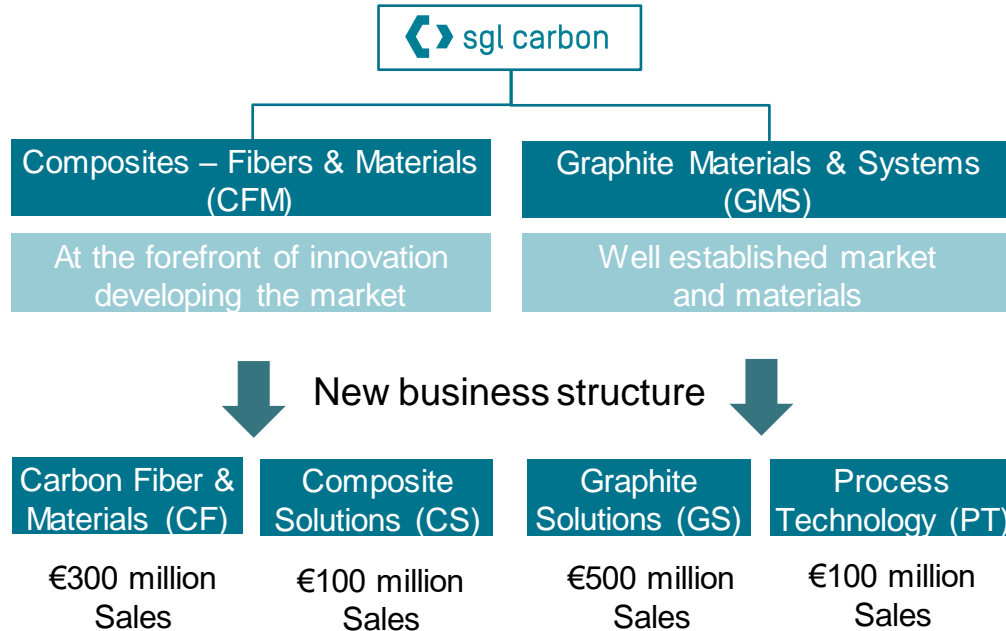 sgl carbon
Composites – Fibers & Materials
(CFM)
Graphite Materials & Systems
(GMS)
At the forefront of innovation
developing the market
Well established market
and materials
New business structure
Carbon Fiber &
Materials (CF)
Composite
Solutions (CS)
Graphite
Solutions (GS)
Process
Technology (PT)
€300 million
Sales
€100 million
Sales
€500 million
Sales
€100 million
Sales